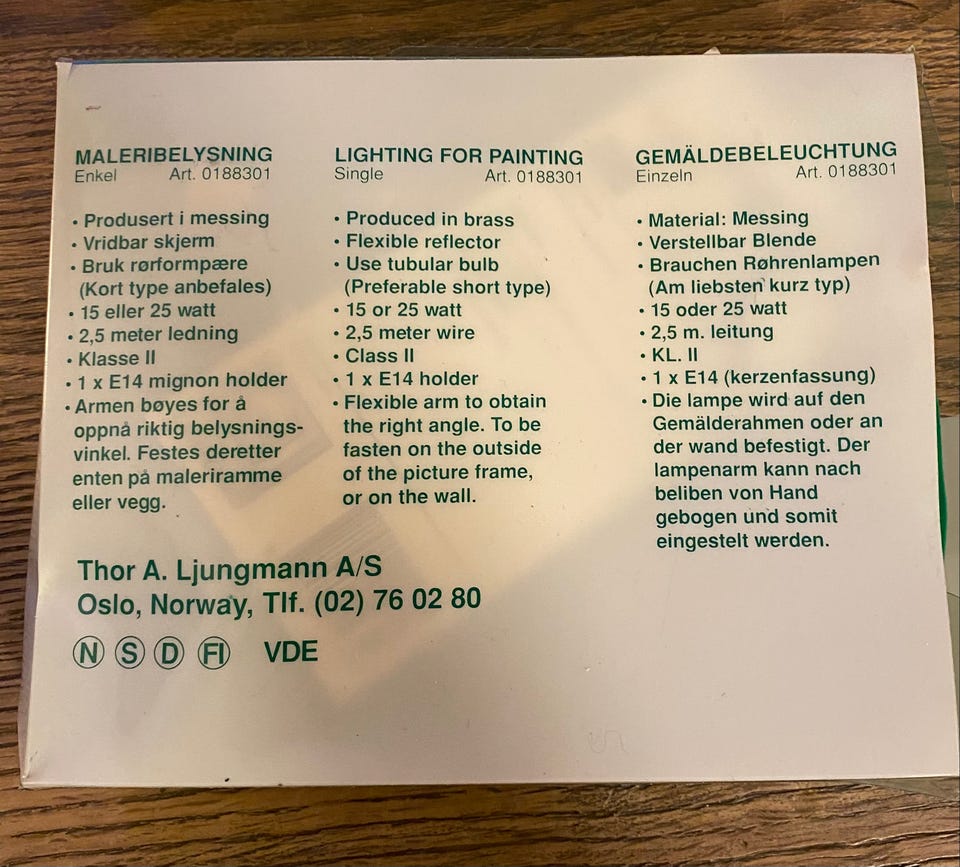 MALERIBELYSNING
Enkel Art. 0188301
• Produsert i messing
• Vridbar skjerm
• Bruk rørformpære
(Kort type anbefales)
• 15 eller 25 watt
• 2,5 meter ledning
• Klasse II
• 1 x E14 mignon holder
• Armen bøyes for å
oppnå riktig belysnings-
vinkel. Festes deretter
enten på maleriramme
eller vegg.
LIGHTING FOR PAINTING
Single Art. 0188301
• Produced in brass
• Flexible reflector
• Use tubular bulb
(Preferable short type)
• 15 or 25 watt
• 2,5 meter wire
• Class II
• 1 x E14 holder
• Flexible arm to obtain
the right angle. To be
fasten on the outside
of the picture frame,
or on the wall.
GEMÄLDEBELEUCHTUNG
Einzeln Art. 0188301
• Material: Messing
• Verstellbar Blende
• Brauchen Røhrenlampen
(Am liebsten kurz typ)
• 15 oder 25 watt
• 2,5 m. leitung
• KL. II
• 1 x E14 (kerzenfassung)
• Die lampe wird auf den
Gemälderahmen oder an
der wand befestigt. Der
lampenarm kann nach
beliben von Hand
gebogen und somit
eingestelt werden.
Thor A. Ljungmann A/S
Oslo, Norway, Tlf. (02) 76 02 80
N S D FI VDE